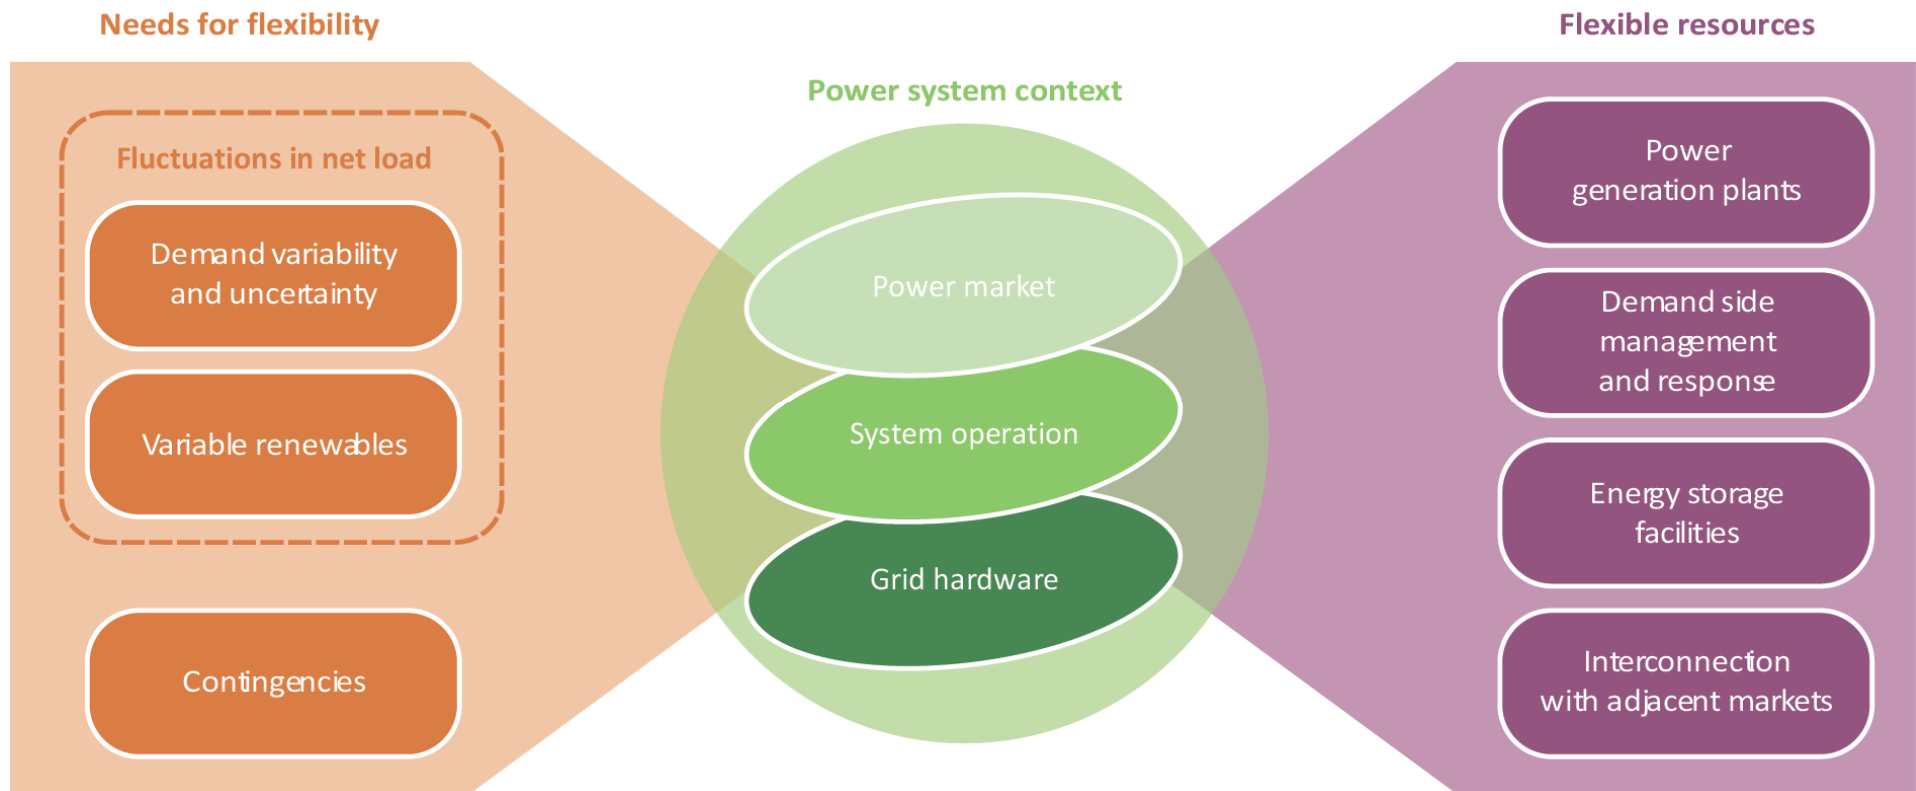 Needs for flexibility
Fluctuations in net load
Demand variability
and uncertainty
Variable renewables
Contingencies
Power system context
Power market
System operation
Grid hardware
Flexible resources
Power
generation plants
Demand side
management
and response
Energy storage
facilities
Interconnection
with adjacent markets